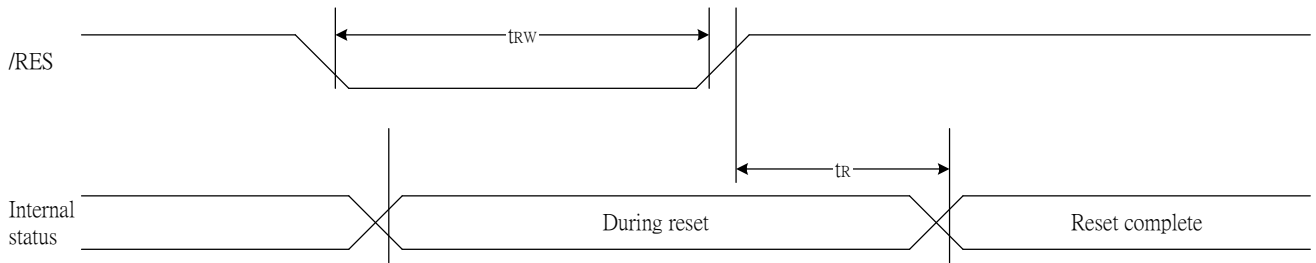 tRW
/RES
tR
Internal
status
During reset
Reset complete